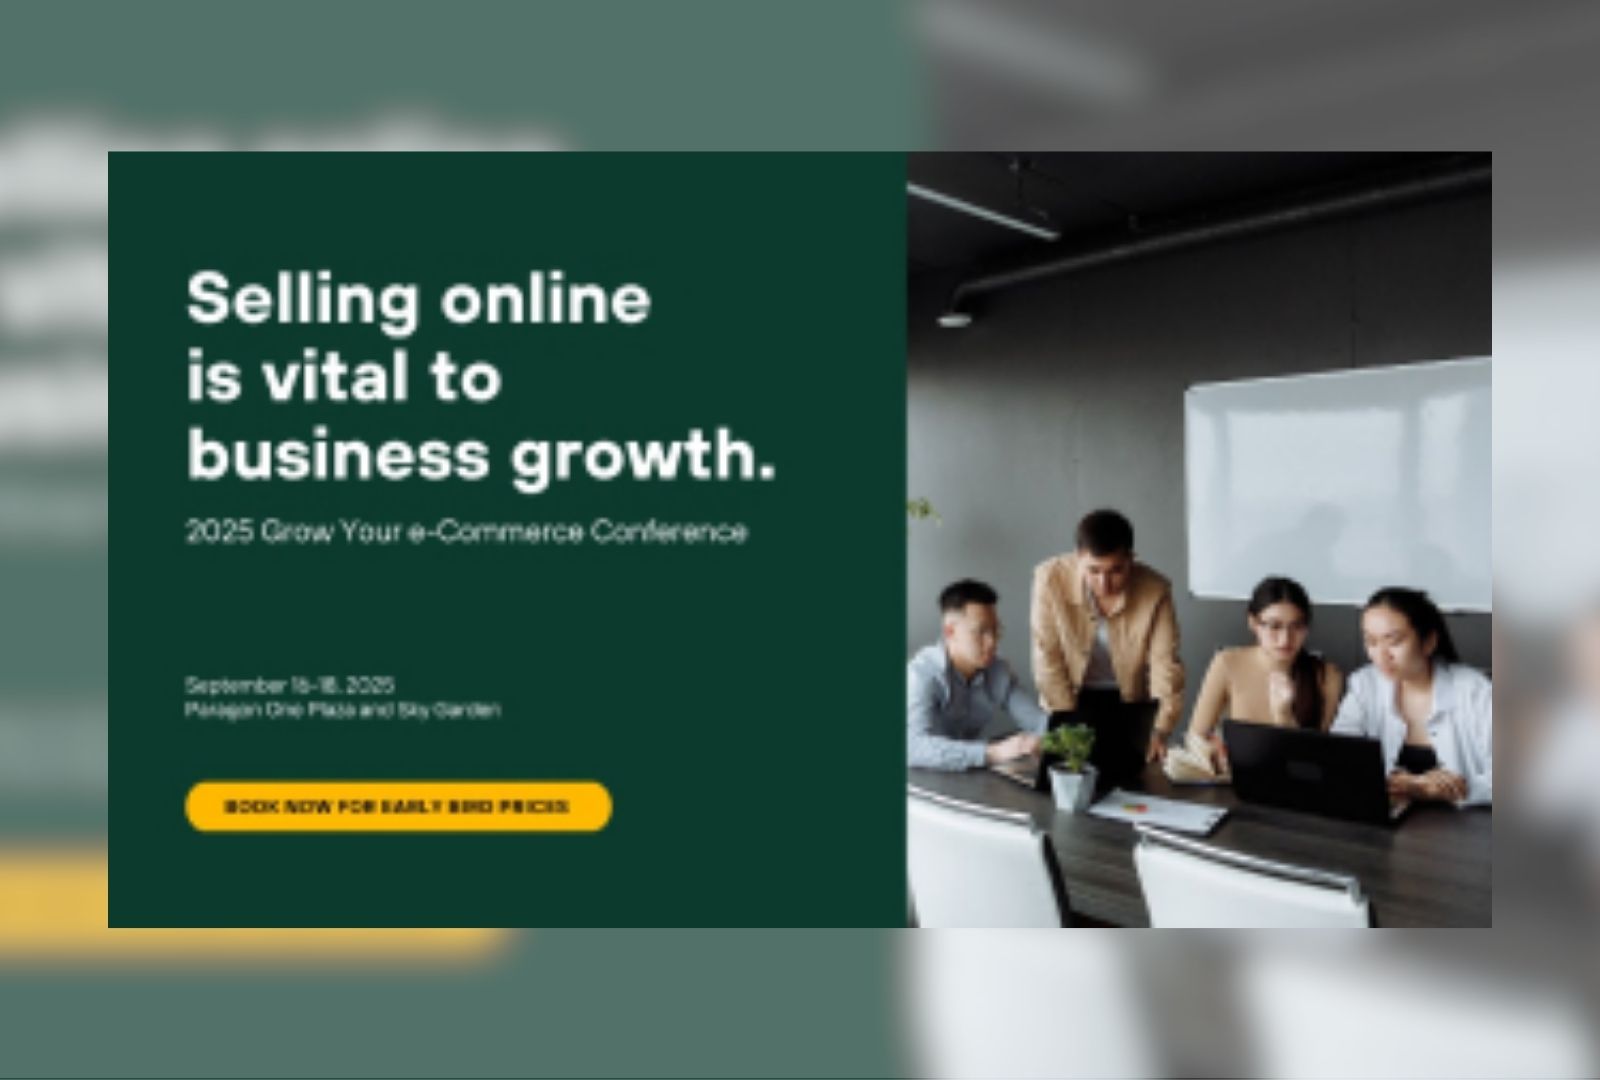 Selling online
is vital to
business growth.
2025 Grow Your e-Commerce Conference
September 16-18, 2025
Paragon One Plaza and Sky Garden
BOOK NOW FOR EARLY BIRD PRICES